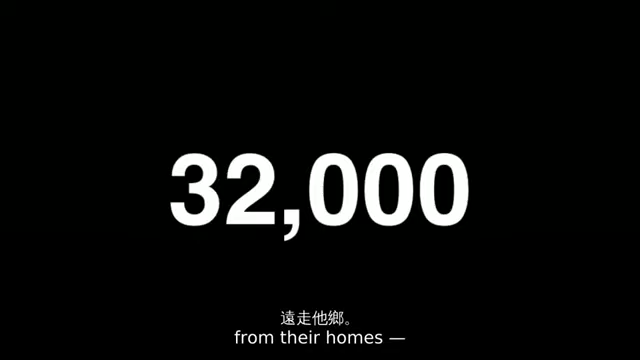 32,000
遠走他鄉。
from their homes —